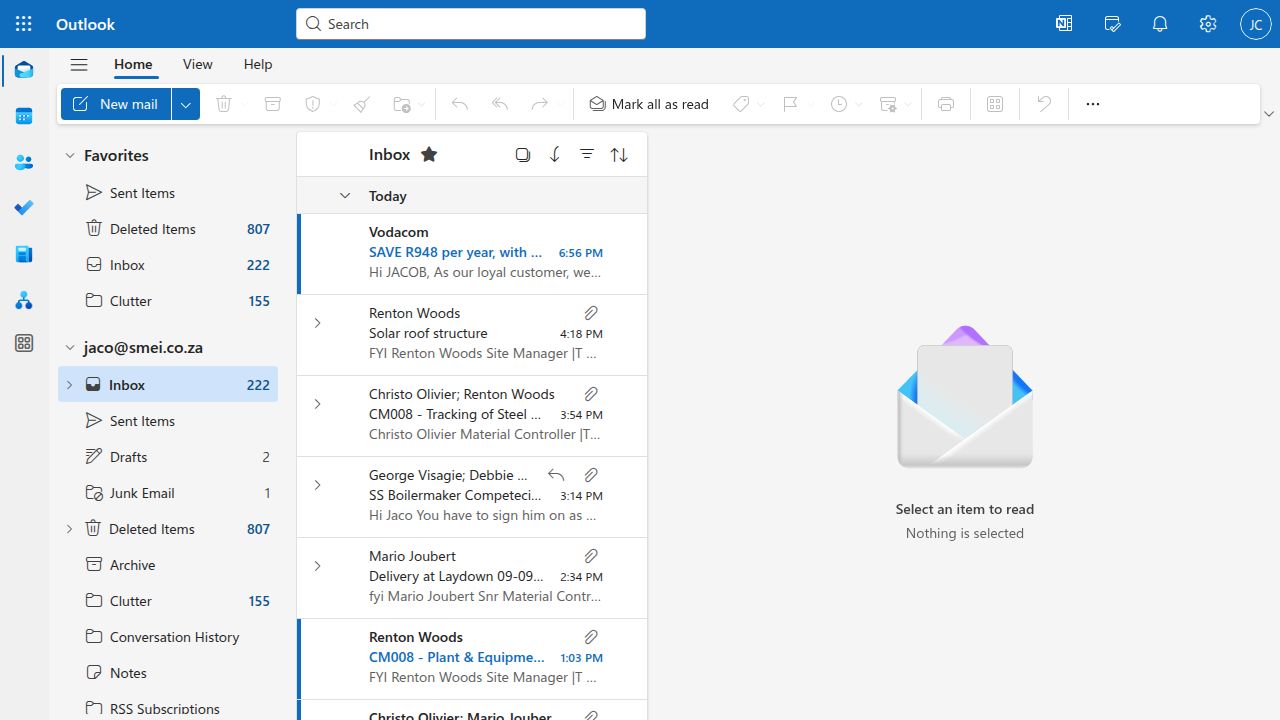 Outlook
Search
JC
Home View Help
New mail
Mark all as read
Favorites
Sent Items
Deleted Items 807
Inbox 222
Clutter 155
jaco@smei.co.za
Inbox 222
Sent Items
Drafts 2
Junk Email 1
Deleted Items 807
Archive
Clutter 155
Conversation History
Notes
RSS Subscriptions
Inbox
Today
Vodacom
SAVE R948 per year, with ... 6:56 PM
Hi JACOB, As our loyal customer, we...
Renton Woods
Solar roof structure 4:18 PM
FYI Renton Woods Site Manager |T ...
Christo Olivier; Renton Woods
CM008 - Tracking of Steel ... 3:54 PM
Christo Olivier Material Controller |T...
George Visagie; Debbie ...
SS Boilermaker Competeci... 3:14 PM
Hi Jaco You have to sign him on as ...
Mario Joubert
Delivery at Laydown 09-09... 2:34 PM
fyi Mario Joubert Snr Material Contr...
Renton Woods
CM008 - Plant & Equipme... 1:03 PM
FYI Renton Woods Site Manager |T ...
Christo Olivier; Mario Jouber...
Select an item to read
Nothing is selected